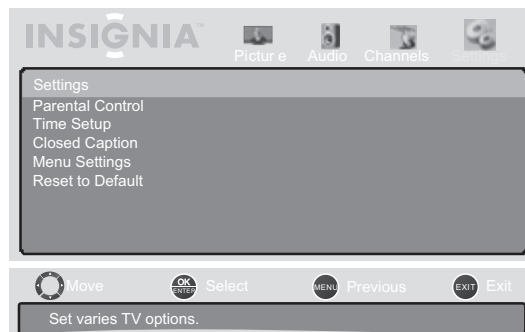 INSIGNIA™
Pictur e Audio Channels Settings
Settings
Parental Control
Time Setup
Closed Caption
Menu Settings
Reset to Default
Move OK ENTER Select MENU Previous EXIT Exit
Set varies TV options.